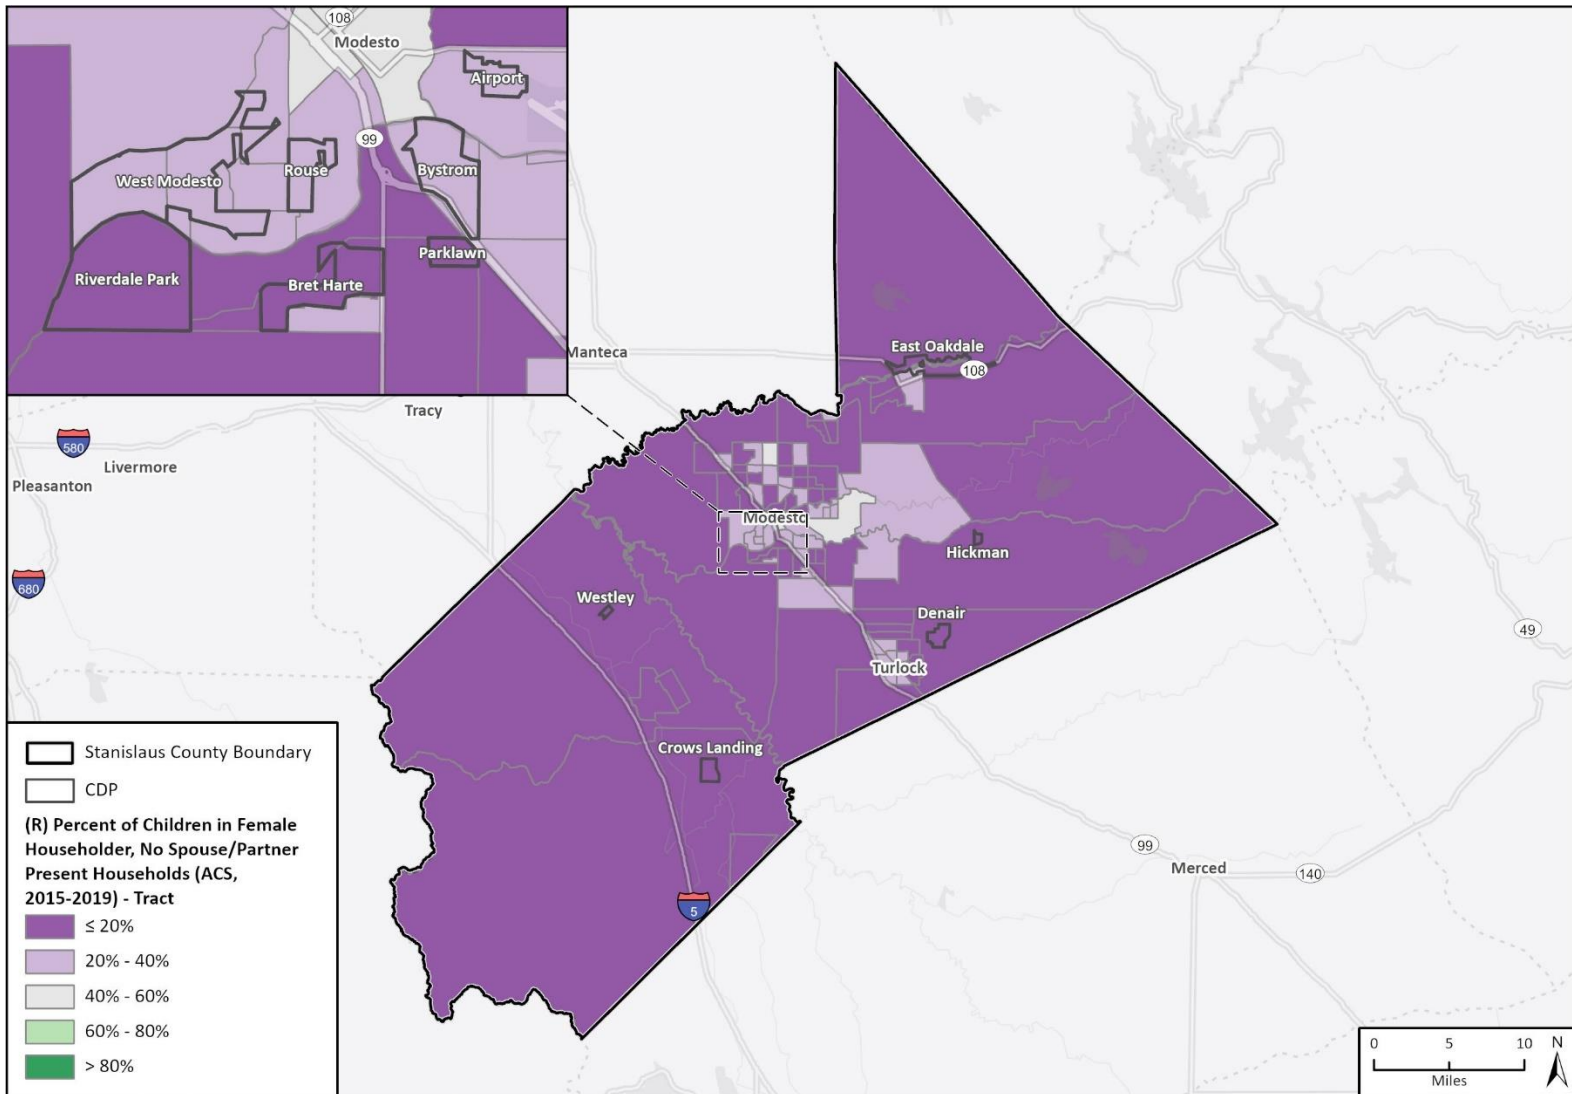 108
Modesto
Airport
99
West Modesto
Rouse
Bystrom
Riverdale Park
Bret Harte
Parklawn
Manteca
Tracy
East Oakdale
108
580
Livermore
Pleasanton
680
Modesto
Hickman
Westley
Denair
Turlock
49
Crows Landing
5
99
Merced
140
Stanislaus County Boundary
CDP
(R) Percent of Children in Female
Householder, No Spouse/Partner
Present Households (ACS,
2015-2019) - Tract
≤ 20%
20% - 40%
40% - 60%
60% - 80%
> 80%
0 5 10 N
Miles